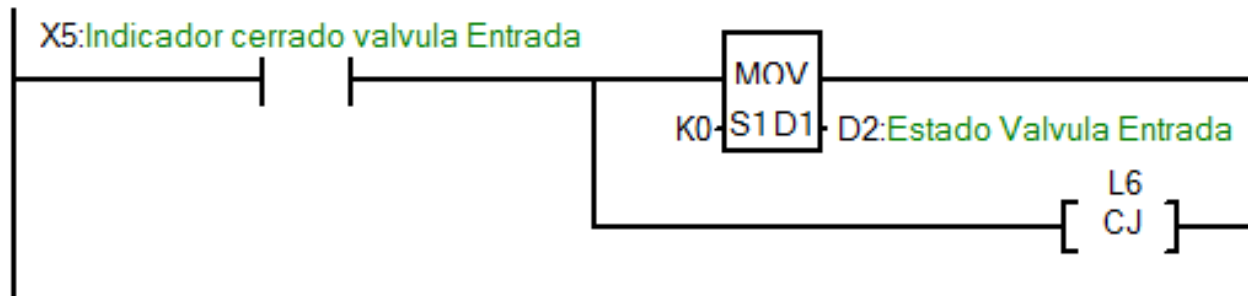 X5:Indicador cerrado valvula Entrada
MOV
K0 S1 D1 D2:Estado Valvula Entrada
L6
CJ